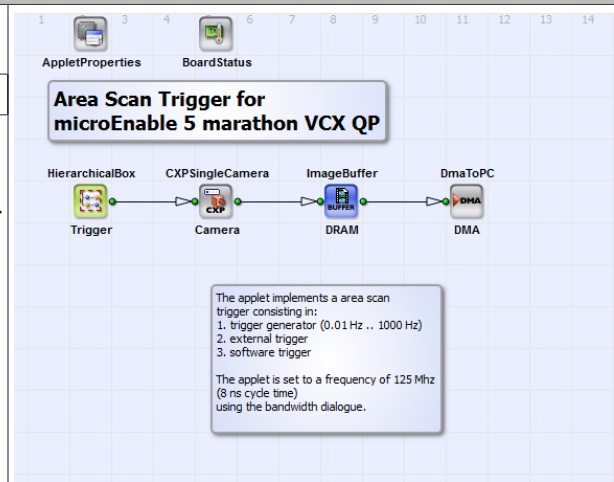 1 3 4 6 7 8 9 10 11 12 13 14
AppletProperties BoardStatus
Area Scan Trigger for
microEnable 5 marathon VCX QP
HierarchicalBox CXPSingleCamera ImageBuffer DmaToPC
CXP BUFFER DMA
Trigger Camera DRAM DMA
The applet implements a area scan
trigger consisting in:
1. trigger generator (0.01 Hz .. 1000 Hz)
2. external trigger
3. software trigger
The applet is set to a frequency of 125 Mhz
(8 ns cycle time)
using the bandwidth dialogue.